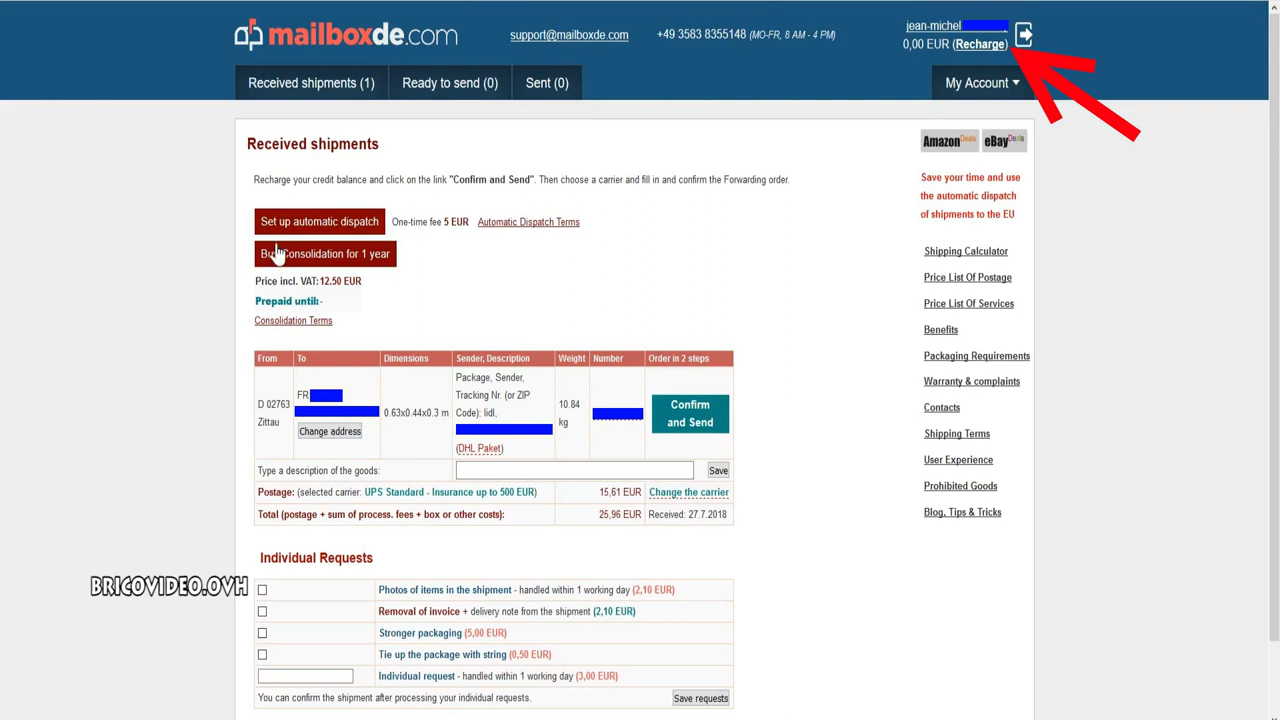 mailboxde.com
support@mailboxde.com
+49 3583 8355148 (MO-FR, 8 AM - 4 PM)
jean-michel
0,00 EUR (Recharge)
Received shipments (1)
Ready to send (0)
Sent (0)
My Account
Received shipments
Recharge your credit balance and click on the link "Confirm and Send". Then choose a carrier and fill in and confirm the Forwarding order.
Set up automatic dispatch
One-time fee 5 EUR
Automatic Dispatch Terms
Consolidation for 1 year
Price incl. VAT:12.50 EUR
Prepaid until:-
Consolidation Terms
From
To
Dimensions
Sender, Description
Weight
Number
Order in 2 steps
D 02763
Zittau
FR
Change address
0.63x0.44x0.3 m
Package, Sender,
Tracking Nr. (or ZIP
Code): lidl,
(DHL Paket)
10.84
kg
Confirm
and Send
Type a description of the goods:
Save
Postage: (selected carrier: UPS Standard - Insurance up to 500 EUR)
15,61 EUR
Change the carrier
Total (postage + sum of process. fees + box or other costs):
25,96 EUR
Received: 27.7.2018
Individual Requests
Photos of items in the shipment - handled within 1 working day (2,10 EUR)
Removal of invoice + delivery note from the shipment (2,10 EUR)
Stronger packaging (5,00 EUR)
Tie up the package with string (0,50 EUR)
Individual request - handled within 1 working day (3,00 EUR)
You can confirm the shipment after processing your individual requests.
Save requests
Amazon Deals
eBay Deals
Save your time and use
the automatic dispatch
of shipments to the EU
Shipping Calculator
Price List Of Postage
Price List Of Services
Benefits
Packaging Requirements
Warranty & complaints
Contacts
Shipping Terms
User Experience
Prohibited Goods
Blog, Tips & Tricks
BRICOVIDEO.OVH